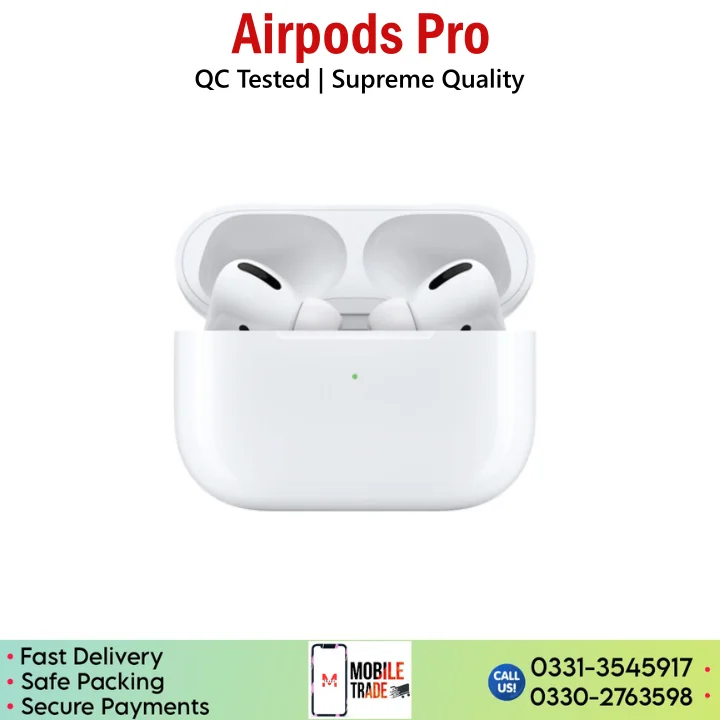 Airpods Pro
QC Tested | Supreme Quality
• Fast Delivery
• Safe Packing
• Secure Payments
M
MOBILE
TRADE
CALL
US!
0331-3545917 •
0330-2763598 •